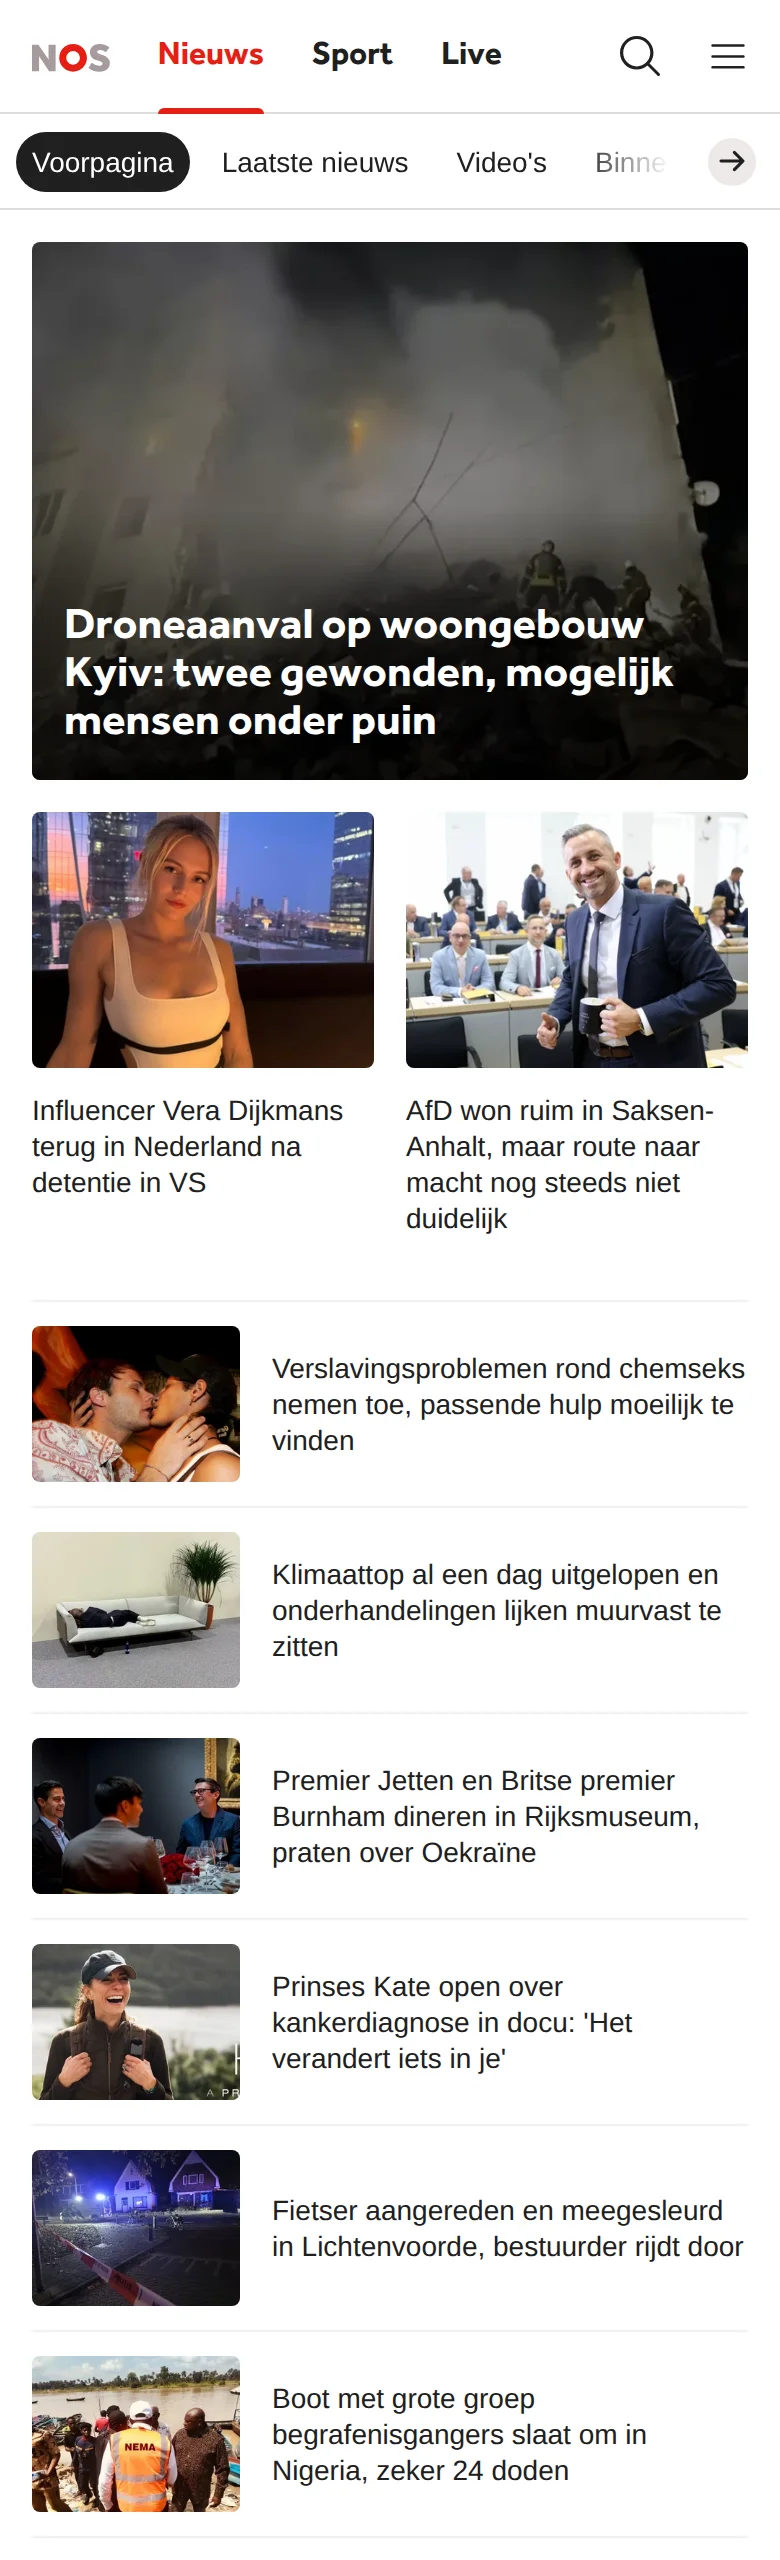 NOS Nieuws Sport Live
Voorpagina Laatste nieuws Video's Binne
Droneaanval op woongebouw
Kyiv: twee gewonden, mogelijk
mensen onder puin
Influencer Vera Dijkmans
terug in Nederland na
detentie in VS
AfD won ruim in Saksen-
Anhalt, maar route naar
macht nog steeds niet
duidelijk
Verslavingsproblemen rond chemseks
nemen toe, passende hulp moeilijk te
vinden
Klimaattop al een dag uitgelopen en
onderhandelingen lijken muurvast te
zitten
Premier Jetten en Britse premier
Burnham dineren in Rijksmuseum,
praten over Oekraïne
Prinses Kate open over
kankerdiagnose in docu: 'Het
verandert iets in je'
A PR
Fietser aangereden en meegesleurd
in Lichtenvoorde, bestuurder rijdt door
NEMA
Boot met grote groep
begrafenisgangers slaat om in
Nigeria, zeker 24 doden